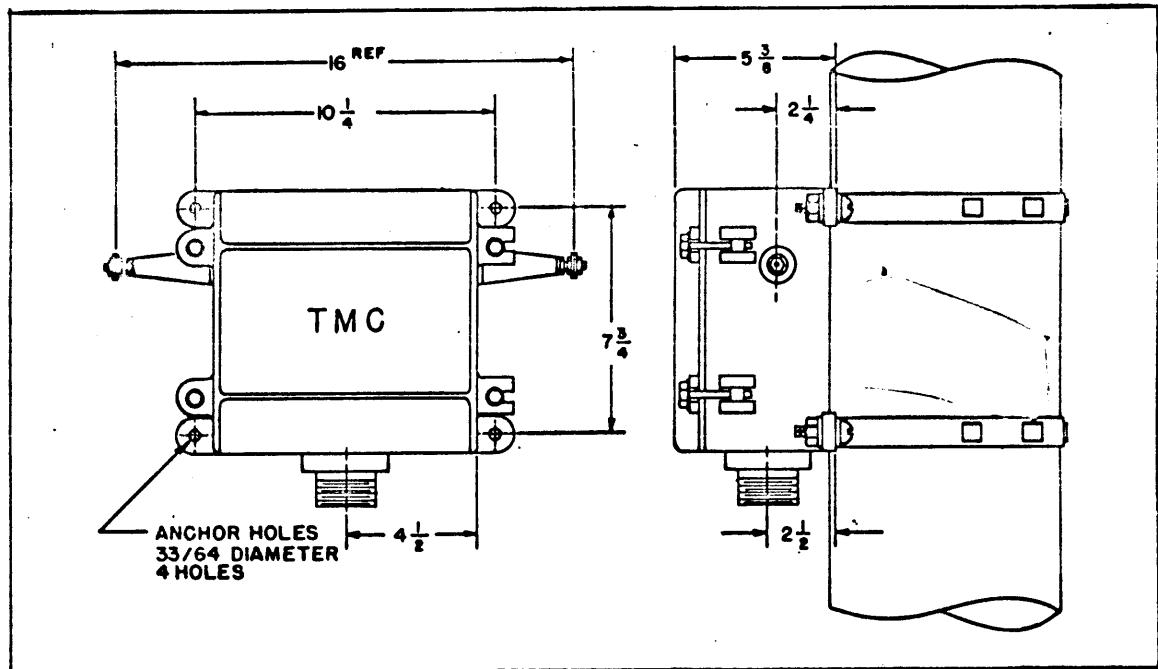 16 REF
10 1/4
TMC
7 3/4
4 1/2
ANCHOR HOLES
33/64 DIAMETER
4 HOLES
5 3/8
2 1/4
2 1/2